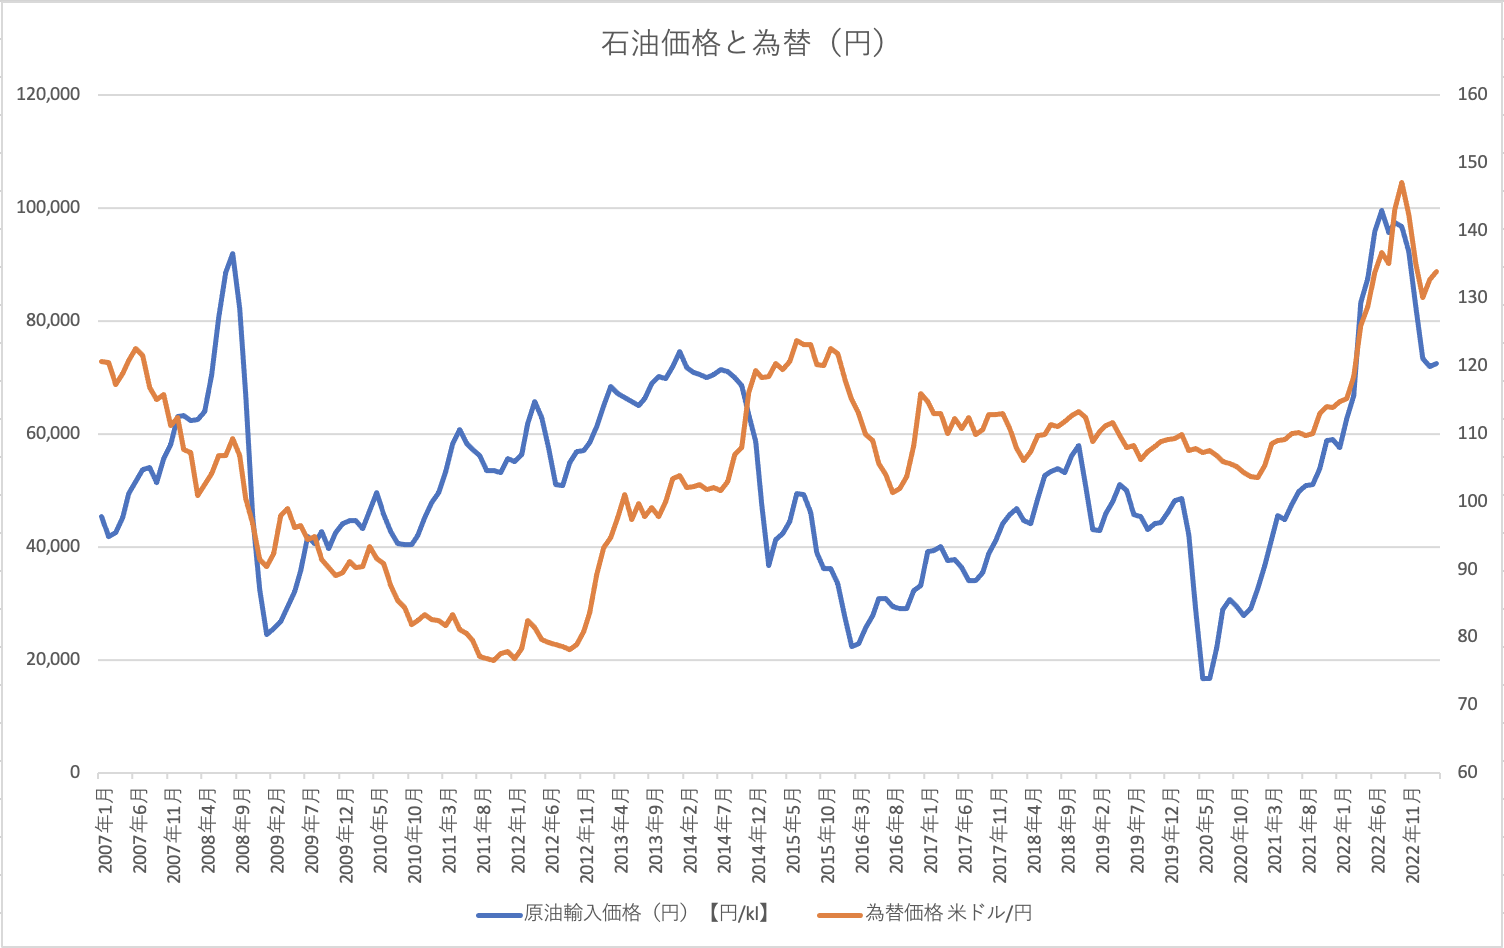 石油価格と為替（円）
120,000
100,000
80,000
60,000
40,000
20,000
0
160
150
140
130
120
110
100
90
80
70
60
2007年1月
2007年6月
2007年11月
2008年4月
2008年9月
2009年2月
2009年7月
2009年12月
2010年5月
2010年10月
2011年3月
2011年8月
2012年1月
2012年6月
2012年11月
2013年4月
2013年9月
2014年2月
2014年7月
2014年12月
2015年5月
2015年10月
2016年3月
2016年8月
2017年1月
2017年6月
2017年11月
2018年4月
2018年9月
2019年2月
2019年7月
2019年12月
2020年5月
2020年10月
2021年3月
2021年8月
2022年1月
2022年6月
2022年11月
原油輸入価格（円）【円/kl】
為替価格 米ドル/円